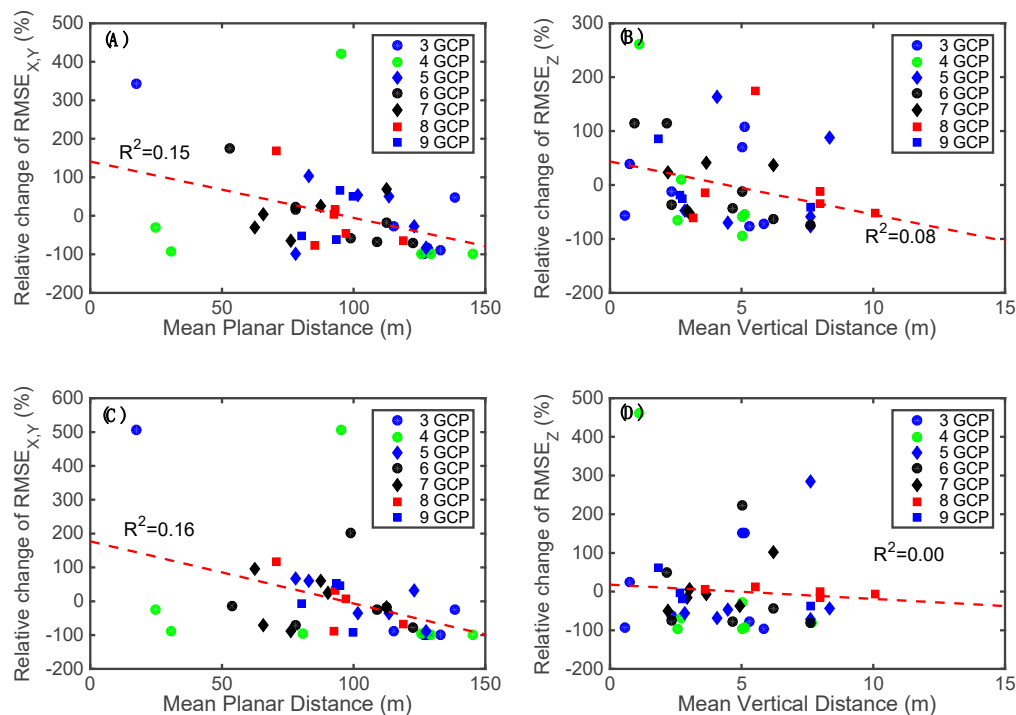 (A)
Relative change of RMSE_X,Y (%)
500
400
300
200
100
0
-100
-200
R²=0.15
3 GCP
4 GCP
5 GCP
6 GCP
7 GCP
8 GCP
9 GCP
0 50 100 150
Mean Planar Distance (m)
(B)
Relative change of RMSE_Z (%)
300
200
100
0
-100
-200
3 GCP
4 GCP
5 GCP
6 GCP
7 GCP
8 GCP
9 GCP
R²=0.08
0 5 10 15
Mean Vertical Distance (m)
(C)
Relative change of RMSE_X,Y (%)
600
500
400
300
200
100
0
-100
-200
3 GCP
4 GCP
5 GCP
6 GCP
7 GCP
8 GCP
9 GCP
R²=0.16
0 50 100 150
Mean Planar Distance (m)
(D)
Relative change of RMSE_Z (%)
500
400
300
200
100
0
-100
-200
3 GCP
4 GCP
5 GCP
6 GCP
7 GCP
8 GCP
9 GCP
R²=0.00
0 5 10 15
Mean Vertical Distance (m)